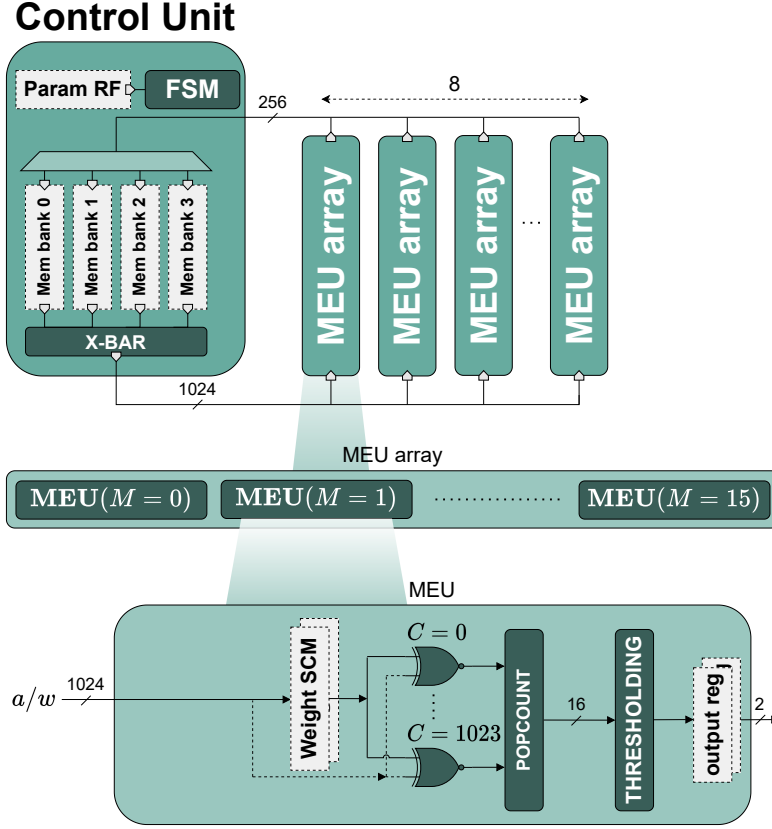 Control Unit
Param RF
FSM
256
8
Mem bank 0
Mem bank 1
Mem bank 2
Mem bank 3
X-BAR
1024
MEU array
MEU array
MEU array
...
MEU array
MEU array
MEU(M = 0)
MEU(M = 1)
MEU(M = 15)
MEU
a/w
1024
Weight SCM
C = 0
C = 1023
POPCOUNT
16
THRESHOLDING
output reg
2